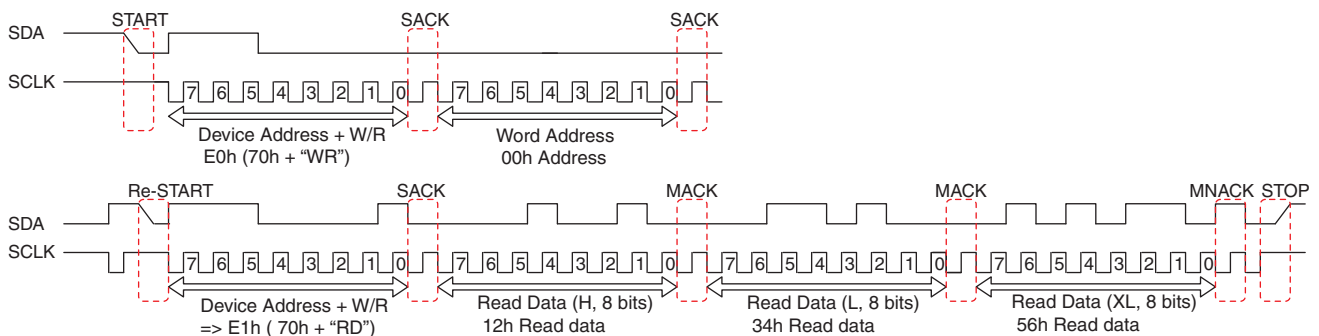 START SACK SACK
SDA
SCLK
7 6 5 4 3 2 1 0 7 6 5 4 3 2 1 0
Device Address + W/R Word Address
E0h (70h + “WR”) 00h Address
Re-START SACK MACK MACK MNACK STOP
SDA
SCLK
7 6 5 4 3 2 1 0 7 6 5 4 3 2 1 0 7 6 5 4 3 2 1 0 7 6 5 4 3 2 1 0
Device Address + W/R Read Data (H, 8 bits) Read Data (L, 8 bits) Read Data (XL, 8 bits)
=> E1h ( 70h + “RD”) 12h Read data 34h Read data 56h Read data